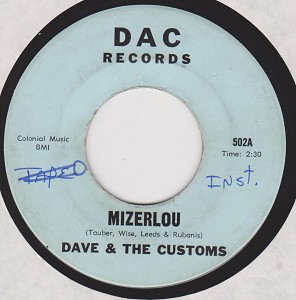 DAC
RECORDS
Colonial Music
BMI
502A
Time: 2:30
TAPED
INST.
MIZERLOU
(Tauber, Wise, Leeds & Rubanis)
DAVE & THE CUSTOMS